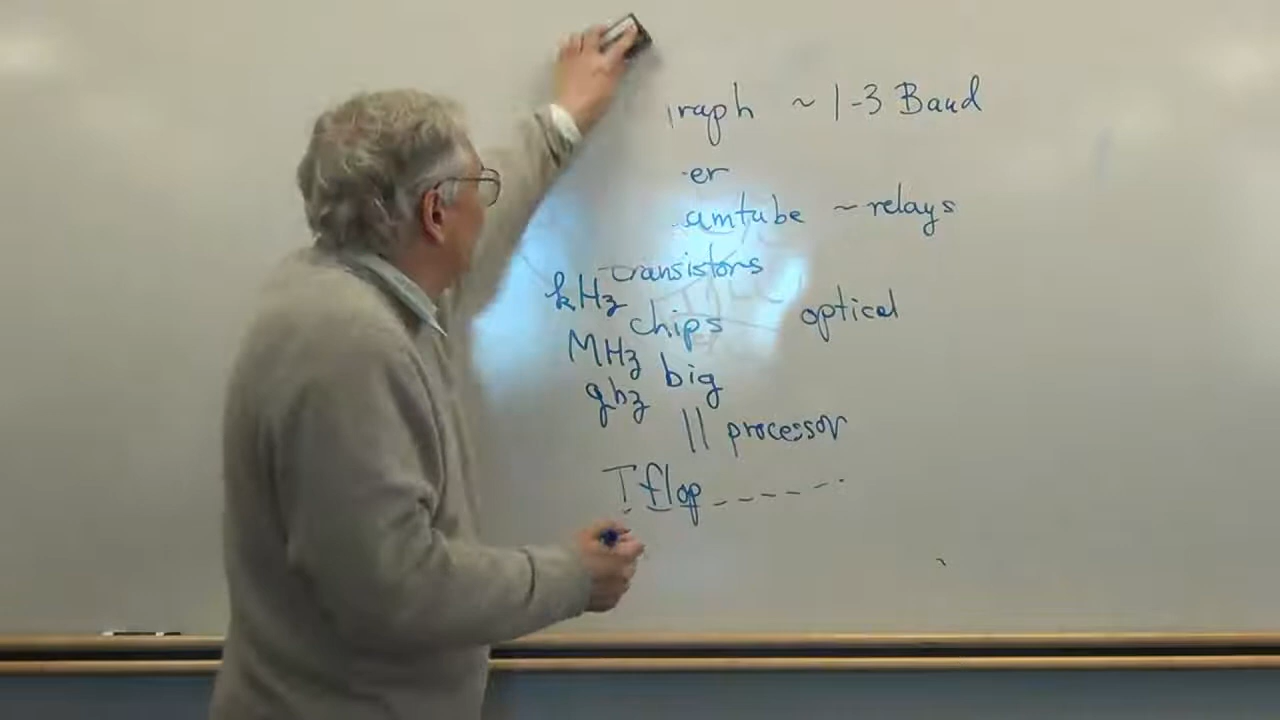 raph ~ 1-3 Baud
er
amtube ~ relays
transistors
kHz
chips optical
MHz
big
ghz
|| processor
Tflop